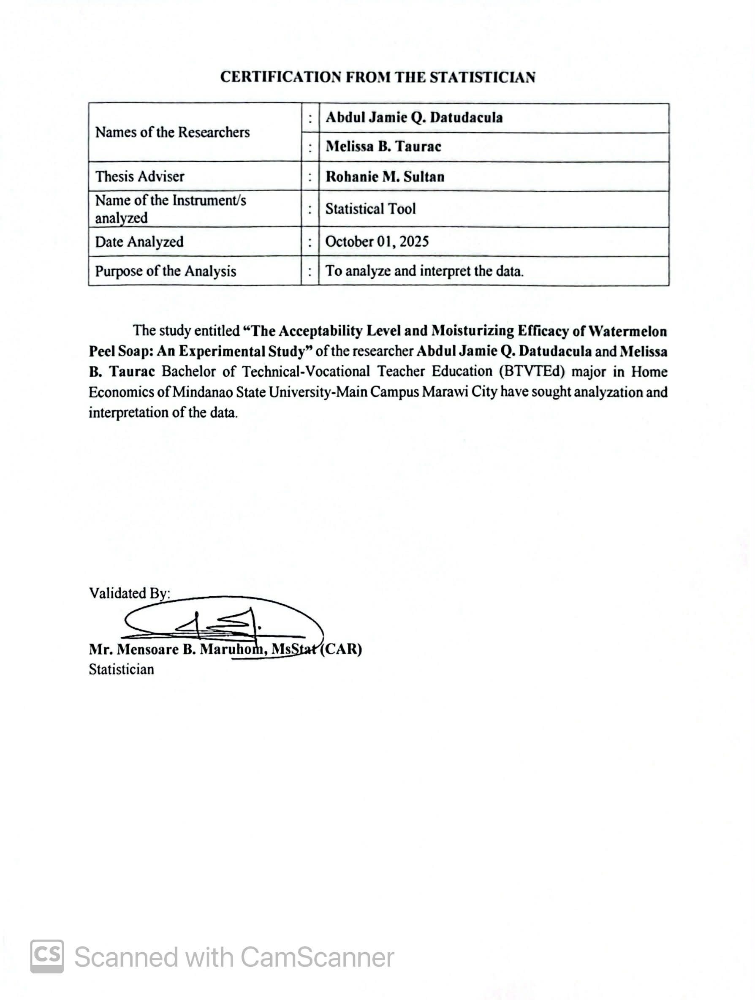 CERTIFICATION FROM THE STATISTICIAN
Names of the Researchers
: Abdul Jamie Q. Datudacula
: Melissa B. Taurac
Thesis Adviser : Rohanie M. Sultan
Name of the Instrument/s
analyzed : Statistical Tool
Date Analyzed : October 01, 2025
Purpose of the Analysis : To analyze and interpret the data.
The study entitled “The Acceptability Level and Moisturizing Efficacy of Watermelon
Peel Soap: An Experimental Study” of the researcher Abdul Jamie Q. Datudacula and Melissa
B. Taurac Bachelor of Technical-Vocational Teacher Education (BTVTEd) major in Home
Economics of Mindanao State University-Main Campus Marawi City have sought analyzation and
interpretation of the data.
Validated By:
Mr. Mensoare B. Maruhom, MsStat (CAR)
Statistician
CS Scanned with CamScanner